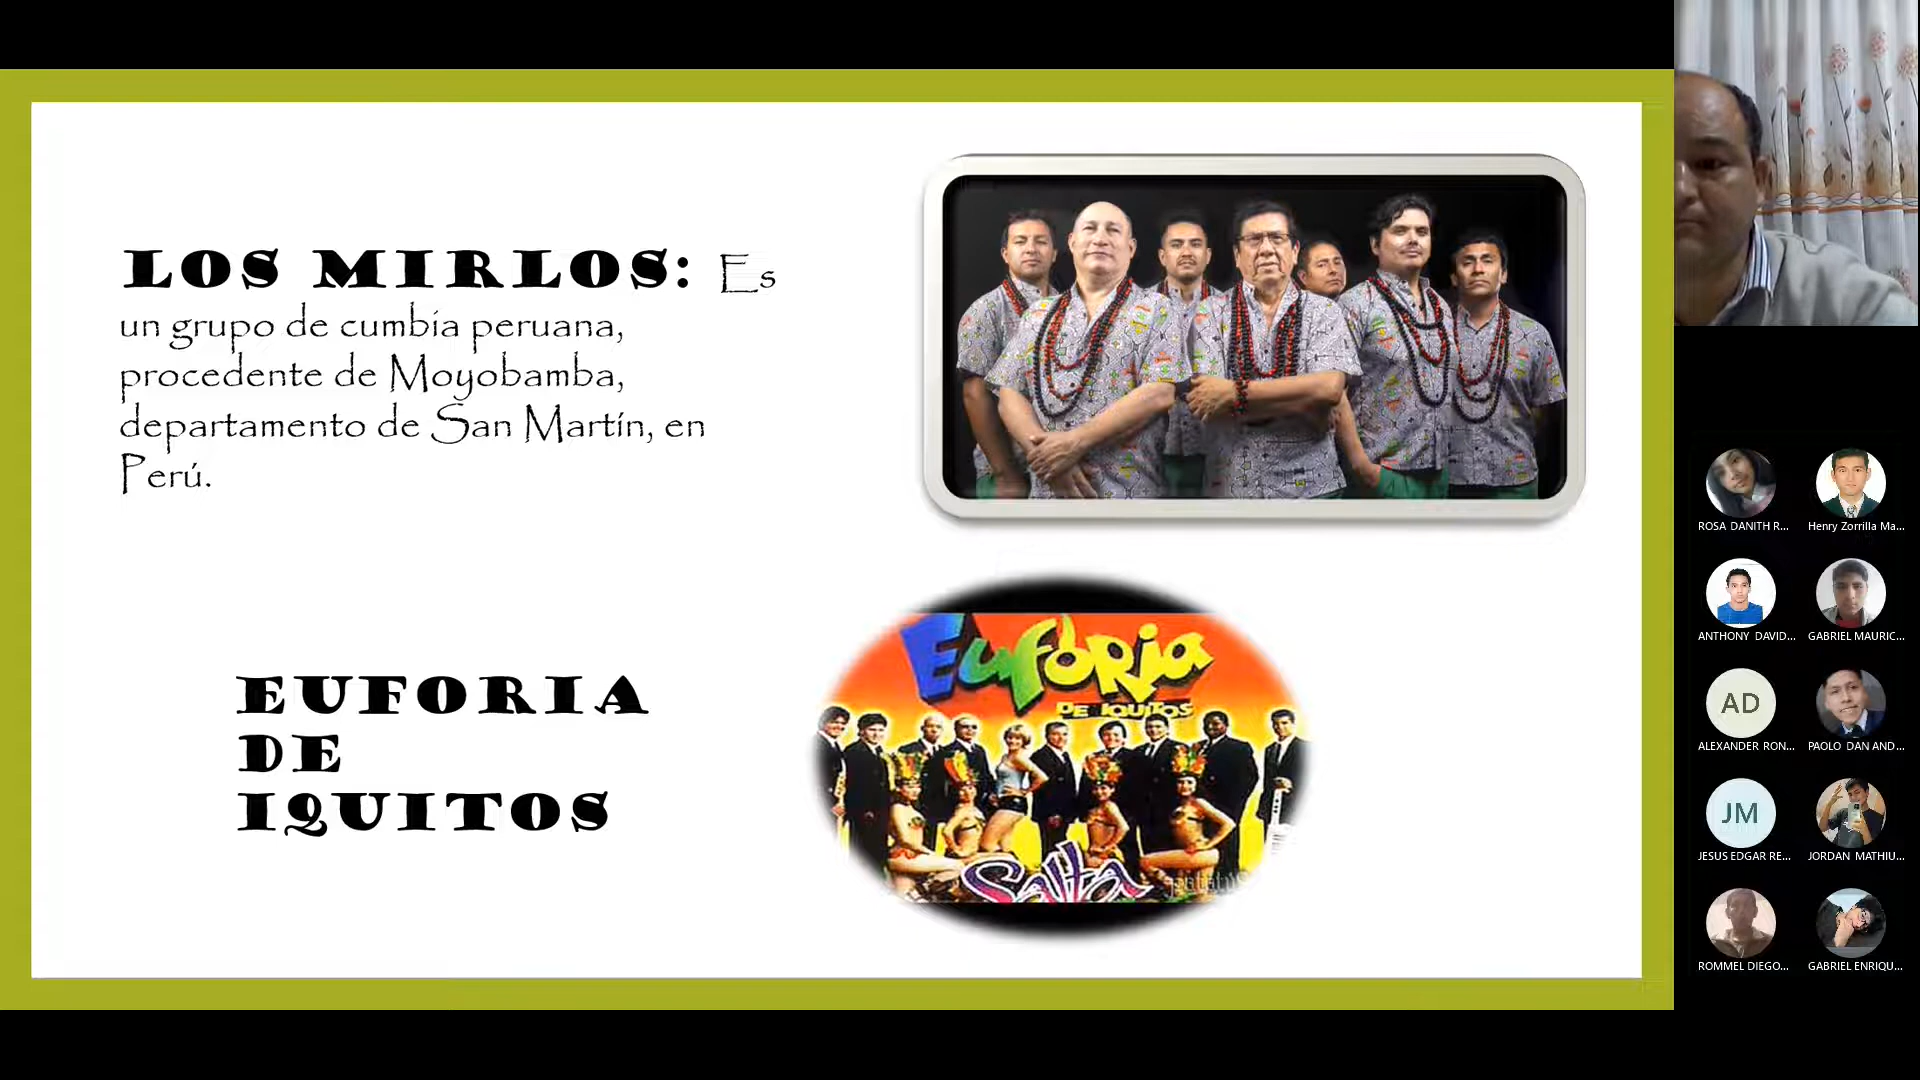 LOS MIRLOS: Es
un grupo de cumbia peruana,
procedente de Moyobamba,
departamento de San Martín, en
Perú.
EUFORIA
DE
IQUITOS
Euforia
DE IQUITOS
Salta
ROSA DANITH R...
Henry Zorrilla Ma...
ANTHONY DAVID...
GABRIEL MAURIC...
AD
ALEXANDER RON...
PAOLO DAN AND...
JM
JESUS EDGAR RE...
JORDAN MATHIU...
ROMMEL DIEGO...
GABRIEL ENRIQU...